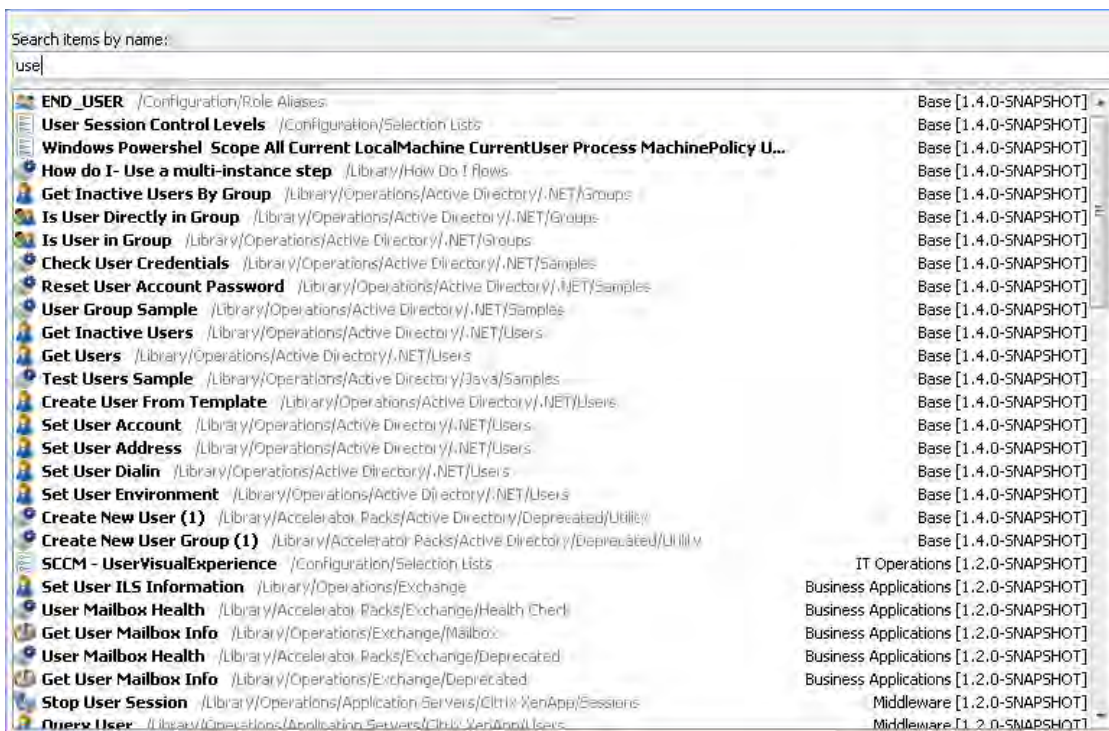 Search items by name:
use
END_USER /Configuration/Role Aliases Base [1.4.0-SNAPSHOT]
User Session Control Levels /Configuration/Selection Lists Base [1.4.0-SNAPSHOT]
Windows Powershel Scope All Current LocalMachine CurrentUser Process MachinePolicy U... Base [1.4.0-SNAPSHOT]
How do I- Use a multi-instance step /Library/How Do I flows Base [1.4.0-SNAPSHOT]
Get Inactive Users By Group /Library/Operations/Active Directory/.NET/Groups Base [1.4.0-SNAPSHOT]
Is User Directly in Group /Library/Operations/Active Directory/.NET/Groups Base [1.4.0-SNAPSHOT]
Is User in Group /Library/Operations/Active Directory/.NET/Groups Base [1.4.0-SNAPSHOT]
Check User Credentials /Library/Operations/Active Directory/.NET/Samples Base [1.4.0-SNAPSHOT]
Reset User Account Password /Library/Operations/Active Directory/.NET/Samples Base [1.4.0-SNAPSHOT]
User Group Sample /Library/Operations/Active Directory/.NET/Samples Base [1.4.0-SNAPSHOT]
Get Inactive Users /Library/Operations/Active Directory/.NET/Users Base [1.4.0-SNAPSHOT]
Get Users /Library/Operations/Active Directory/.NET/Users Base [1.4.0-SNAPSHOT]
Test Users Sample /Library/Operations/Active Directory/Java/Samples Base [1.4.0-SNAPSHOT]
Create User From Template /Library/Operations/Active Directory/.NET/Users Base [1.4.0-SNAPSHOT]
Set User Account /Library/Operations/Active Directory/.NET/Users Base [1.4.0-SNAPSHOT]
Set User Address /Library/Operations/Active Directory/.NET/Users Base [1.4.0-SNAPSHOT]
Set User Dialin /Library/Operations/Active Directory/.NET/Users Base [1.4.0-SNAPSHOT]
Set User Environment /Library/Operations/Active Directory/.NET/Users Base [1.4.0-SNAPSHOT]
Create New User (1) /Library/Accelerator Packs/Active Directory/Deprecated/Utility Base [1.4.0-SNAPSHOT]
Create New User Group (1) /Library/Accelerator Packs/Active Directory/Deprecated/Utility Base [1.4.0-SNAPSHOT]
SCCM - UserVisualExperience /Configuration/Selection Lists IT Operations [1.2.0-SNAPSHOT]
Set User ILS Information /Library/Operations/Exchange Business Applications [1.2.0-SNAPSHOT]
User Mailbox Health /Library/Accelerator Packs/Exchange/Health Check Business Applications [1.2.0-SNAPSHOT]
Get User Mailbox Info /Library/Operations/Exchange/Mailbox Business Applications [1.2.0-SNAPSHOT]
User Mailbox Health /Library/Accelerator Packs/Exchange/Deprecated Business Applications [1.2.0-SNAPSHOT]
Get User Mailbox Info /Library/Operations/Exchange/Deprecated Business Applications [1.2.0-SNAPSHOT]
Stop User Session /Library/Operations/Application Servers/Citrix XenApp/Sessions Middleware [1.2.0-SNAPSHOT]
Query User /Library/Operations/Application Servers/Citrix XenApp/Users Middleware [1.2.0-SNAPSHOT]